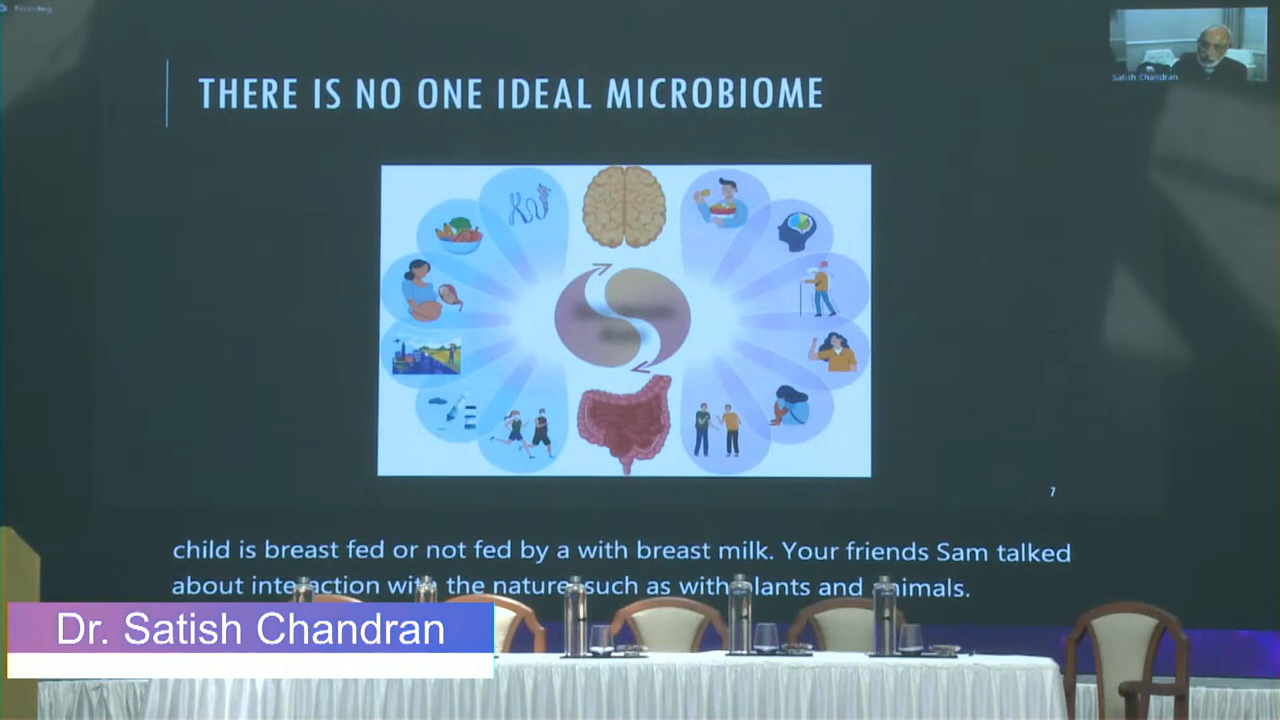 Recording
Satish Chandran
THERE IS NO ONE IDEAL MICROBIOME
7
child is breast fed or not fed by a with breast milk. Your friends Sam talked
about interaction with the nature, such as with plants and animals.
Dr. Satish Chandran